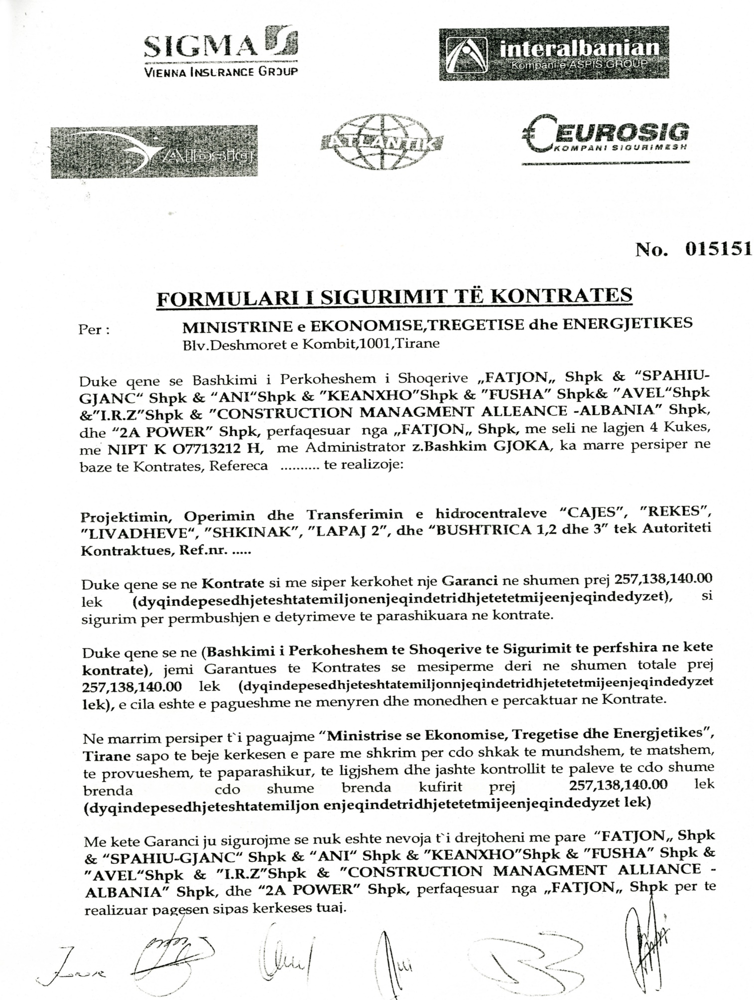 SIGMA
VIENNA INSURANCE GROUP
interalbanian
Kompani e ASPIS GROUP
Albsig
ATLANTIK
EUROSIG
KOMPANI SIGURIMESH
No. 015151
FORMULARI I SIGURIMIT TË KONTRATES
Per : MINISTRINE e EKONOMISE,TREGETISE dhe ENERGJETIKES
Blv.Deshmoret e Kombit,1001,Tirane
Duke qene se Bashkimi i Perkoheshem i Shoqerive „FATJON„ Shpk & “SPAHIU-
GJANC“ Shpk & “ANI“Shpk & ”KEANXHO”Shpk & ”FUSHA” Shpk& ”AVEL“Shpk
&”I.R.Z”Shpk & ”CONSTRUCTION MANAGMENT ALLEANCE -ALBANIA” Shpk,
dhe “2A POWER” Shpk, perfaqesuar nga „FATJON„ Shpk, me seli ne lagjen 4 Kukes,
me NIPT K O7713212 H, me Administrator z.Bashkim GJOKA, ka marre persiper ne
baze te Kontrates, Refereca .......... te realizoje:
Projektimin, Operimin dhe Transferimin e hidrocentraleve “CAJES”, ”REKES”,
”LIVADHEVE“, ”SHKINAK”, ”LAPAJ 2”, dhe “BUSHTRICA 1,2 dhe 3” tek Autoriteti
Kontraktues, Ref.nr. .....
Duke qene se ne Kontrate si me siper kerkohet nje Garanci ne shumen prej 257,138,140.00
lek (dyqindepesedhjeteshtatemiljonenjeqindetridhjetetetmijeenjeqindedyzet), si
sigurim per permbushjen e detyrimeve te parashikuara ne kontrate.
Duke qene se ne (Bashkimi i Perkoheshem te Shoqerive te Sigurimit te perfshira ne kete
kontrate), jemi Garantues te Kontrates se mesiperme deri ne shumen totale prej
257,138,140.00 lek (dyqindepesedhjeteshtatemiljonnjeqindetridhjetetetmijeenjeqindedyzet
lek), e cila eshte e pagueshme ne menyren dhe monedhen e percaktuar ne Kontrate.
Ne marrim persiper t`i paguajme “Ministrise se Ekonomise, Tregetise dhe Energjetikes”,
Tirane sapo te beje kerkesen e pare me shkrim per cdo shkak te mundshem, te matshem,
te provueshem, te paparashikur, te ligjshem dhe jashte kontrollit te paleve te cdo shume
brenda cdo shume brenda kufirit prej 257,138,140.00 lek
(dyqindepesedhjeteshtatemiljon enjeqindetridhjetetetmijeenjeqindedyzet lek)
Me kete Garanci ju sigurojme se nuk eshte nevoja t`i drejtoheni me pare “FATJON„ Shpk
& “SPAHIU-GJANC“ Shpk & “ANI“ Shpk & ”KEANXHO”Shpk & ”FUSHA” Shpk &
”AVEL“Shpk & ”I.R.Z”Shpk & ”CONSTRUCTION MANAGMENT ALLIANCE -
ALBANIA” Shpk, dhe “2A POWER” Shpk, perfaqesuar nga „FATJON„ Shpk per te
realizuar pagesen sipas kerkeses tuaj.